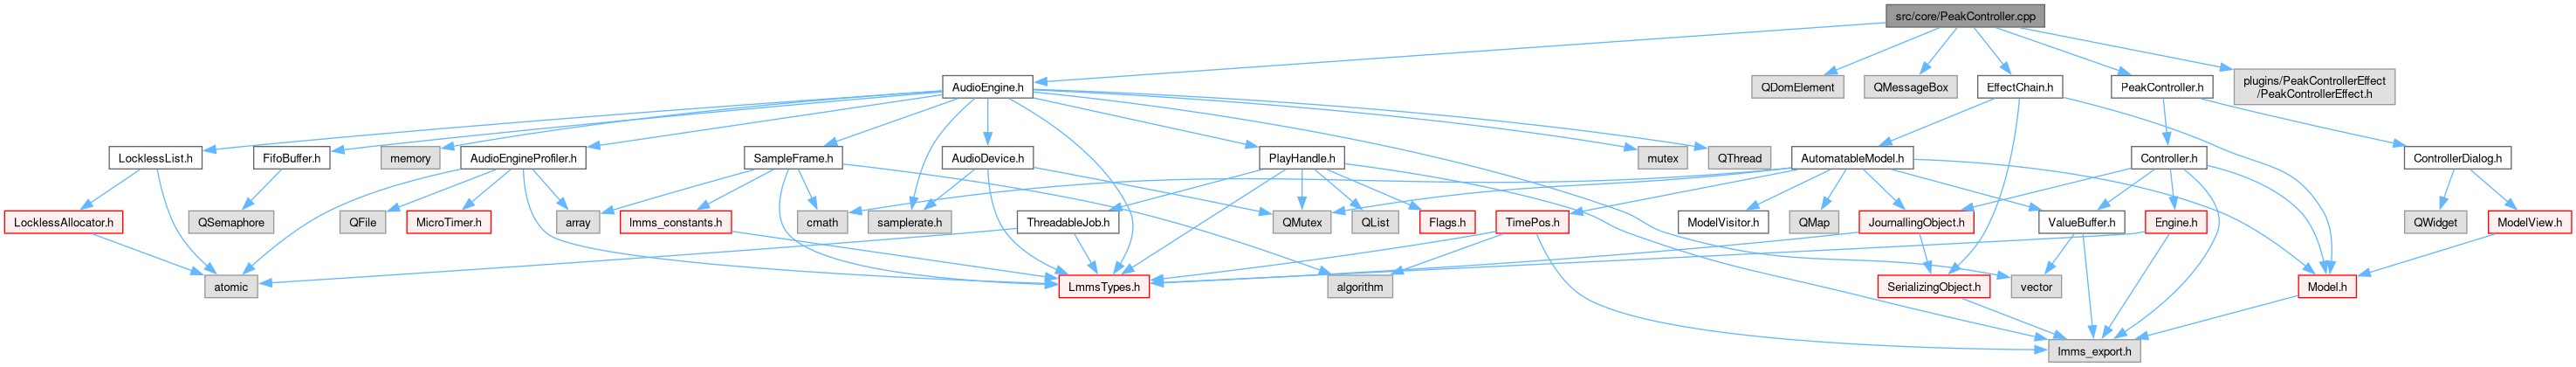 src/core/PeakController.cpp
AudioEngine.h
QDomElement
QMessageBox
EffectChain.h
PeakController.h
plugins/PeakControllerEffect
/PeakControllerEffect.h
LocklessList.h
FifoBuffer.h
memory
AudioEngineProfiler.h
SampleFrame.h
AudioDevice.h
PlayHandle.h
mutex
QThread
AutomatableModel.h
Controller.h
ControllerDialog.h
LocklessAllocator.h
QSemaphore
QFile
MicroTimer.h
array
lmms_constants.h
cmath
samplerate.h
ThreadableJob.h
QMutex
QList
Flags.h
TimePos.h
ModelVisitor.h
QMap
JournallingObject.h
ValueBuffer.h
Engine.h
QWidget
ModelView.h
atomic
LmmsTypes.h
algorithm
SerializingObject.h
vector
Model.h
lmms_export.h